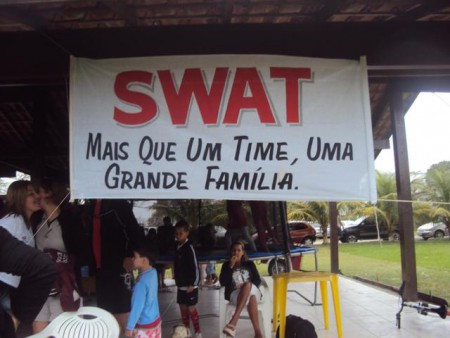 SWAT
Mais Que Um Time, Uma
Grande Família.